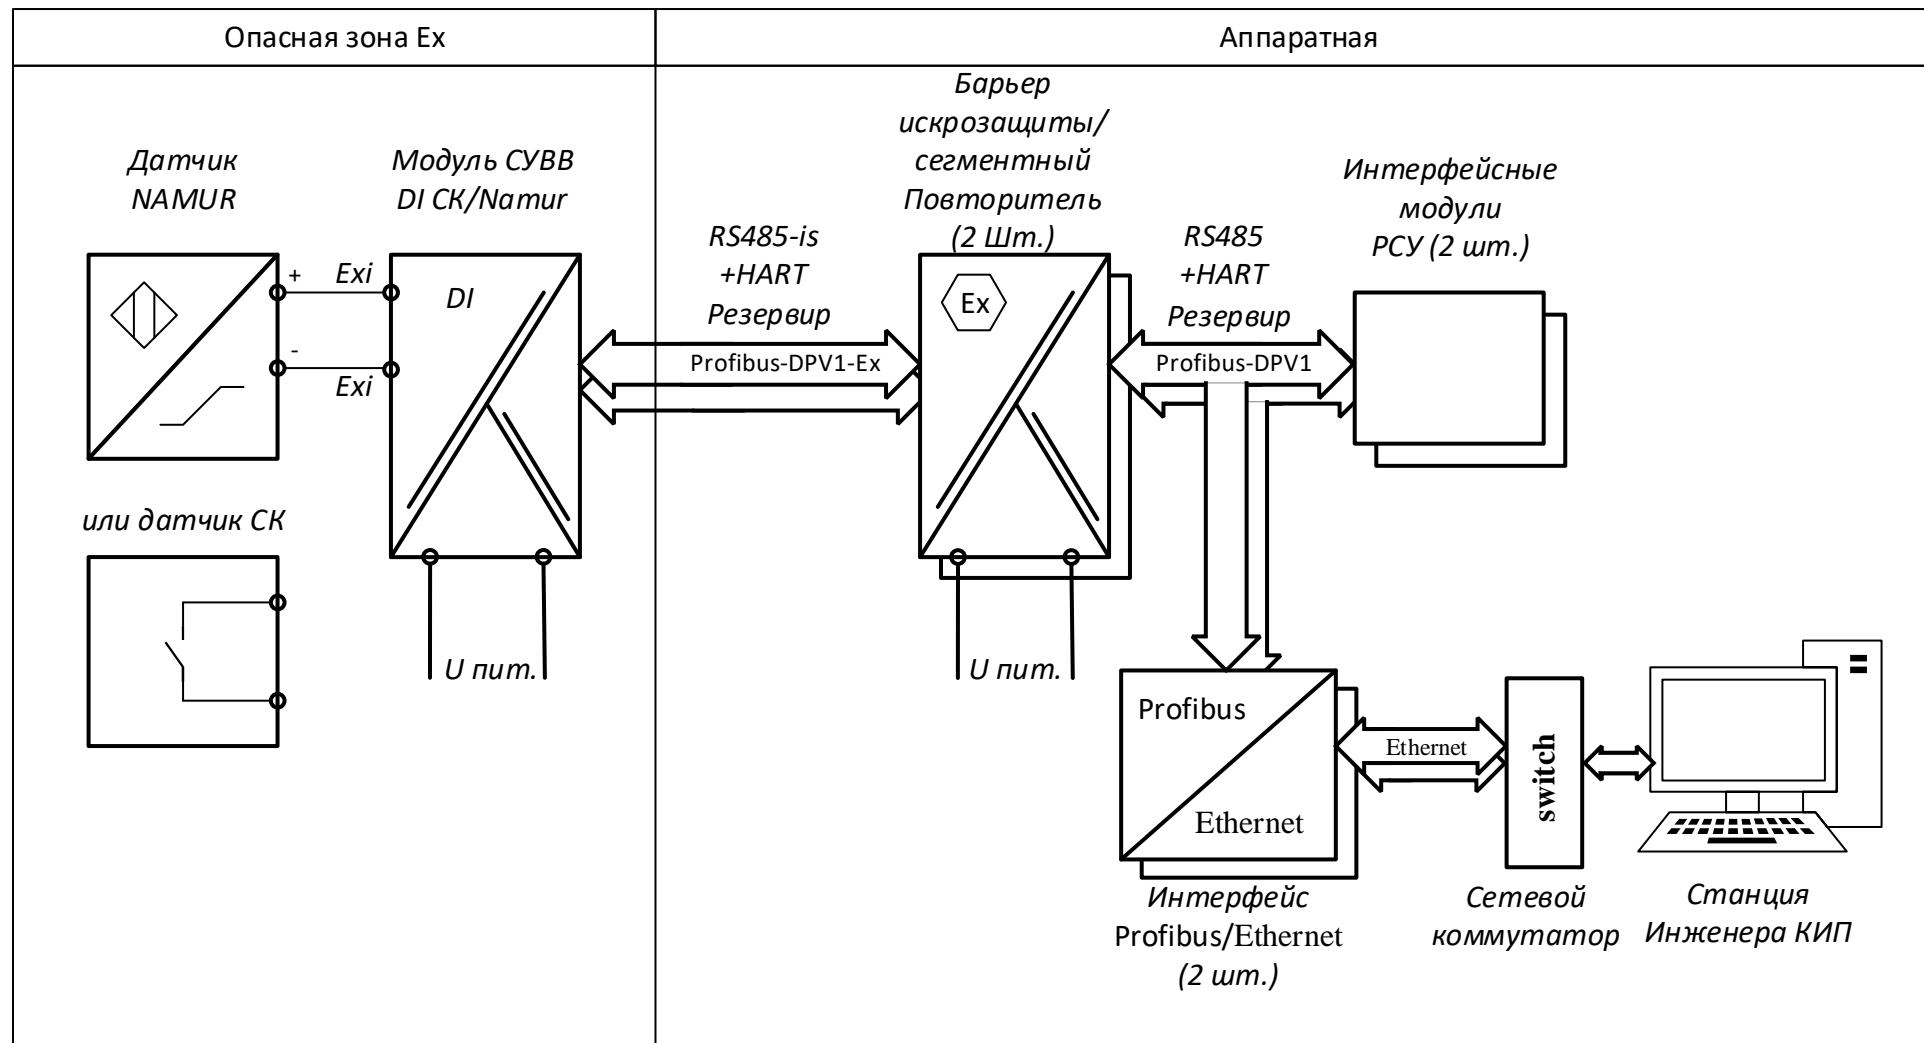 Опасная зона Ex
Аппаратная
Датчик
NAMUR
Модуль СУВВ
DI СК/Namur
RS485-is
+HART
Резервир
Барьер
искрозащиты/
сегментный
Повторитель
(2 Шт.)
RS485
+HART
Резервир
Интерфейсные
модули
РСУ (2 шт.)
+
Exi
-
Exi
DI
Profibus-DPV1-Ex
Ex
Profibus-DPV1
или датчик СК
U пит.
U пит.
Profibus
Ethernet
Ethernet
switch
Интерфейс
Profibus/Ethernet
(2 шт.)
Сетевой
коммутатор
Станция
Инженера КИП